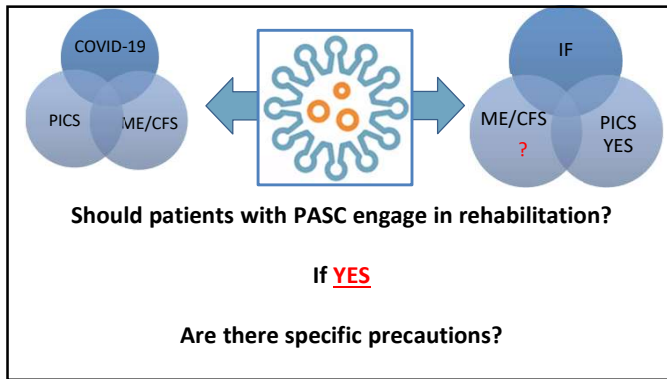 COVID-19
PICS
ME/CFS
IF
ME/CFS
?
PICS
YES
Should patients with PASC engage in rehabilitation?
If YES
Are there specific precautions?